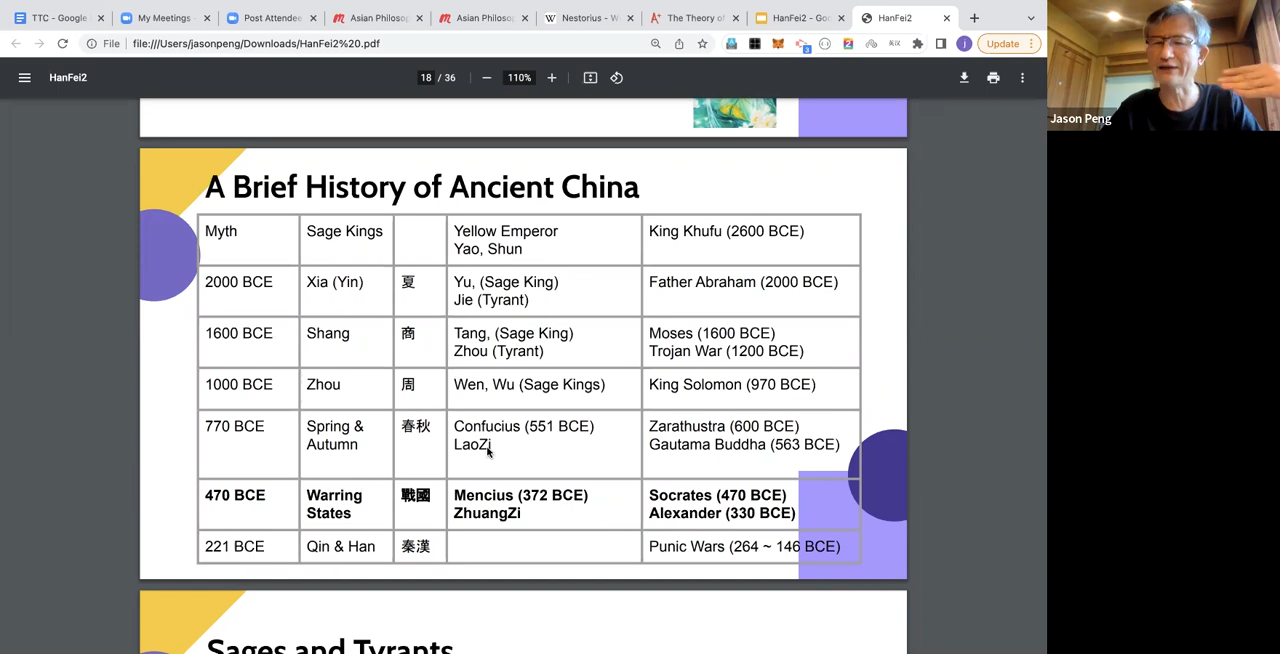 TTC - Google
My Meetings -
Post Attendee
Asian Philosop
Asian Philosop
Nestorius - Wi
The Theory of
HanFei2 - Goo
HanFei2
File
file:///Users/jasonpeng/Downloads/HanFei2%20.pdf
Update
HanFei2
18 / 36
110%
Jason Peng
A Brief History of Ancient China
Myth
Sage Kings
Yellow Emperor
Yao, Shun
King Khufu (2600 BCE)
2000 BCE
Xia (Yin)
夏
Yu, (Sage King)
Jie (Tyrant)
Father Abraham (2000 BCE)
1600 BCE
Shang
商
Tang, (Sage King)
Zhou (Tyrant)
Moses (1600 BCE)
Trojan War (1200 BCE)
1000 BCE
Zhou
周
Wen, Wu (Sage Kings)
King Solomon (970 BCE)
770 BCE
Spring &
Autumn
春秋
Confucius (551 BCE)
LaoZi
Zarathustra (600 BCE)
Gautama Buddha (563 BCE)
470 BCE
Warring
States
戰國
Mencius (372 BCE)
ZhuangZi
Socrates (470 BCE)
Alexander (330 BCE)
221 BCE
Qin & Han
秦漢
Punic Wars (264 ~ 146 BCE)
Sages and Tyrants